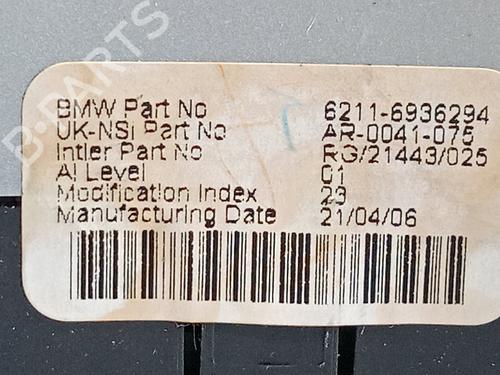 BMW Part No 6211-6936294
UK-NSi Part No AR-0041-075
Intier Part No RG/21443/025
AI Level 01
Modification Index 23
Manufacturing Date 21/04/06
B-PARTS